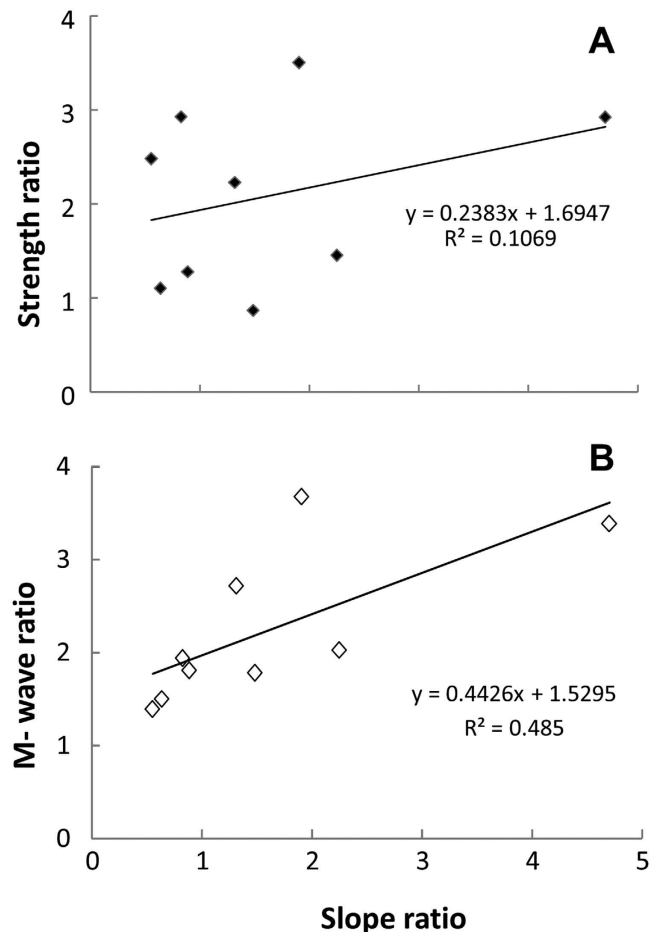 A
4
3
2
1
0
Strength ratio
y = 0.2383x + 1.6947
R² = 0.1069
B
4
3
2
1
0
M- wave ratio
y = 0.4426x + 1.5295
R² = 0.485
0 1 2 3 4 5
Slope ratio